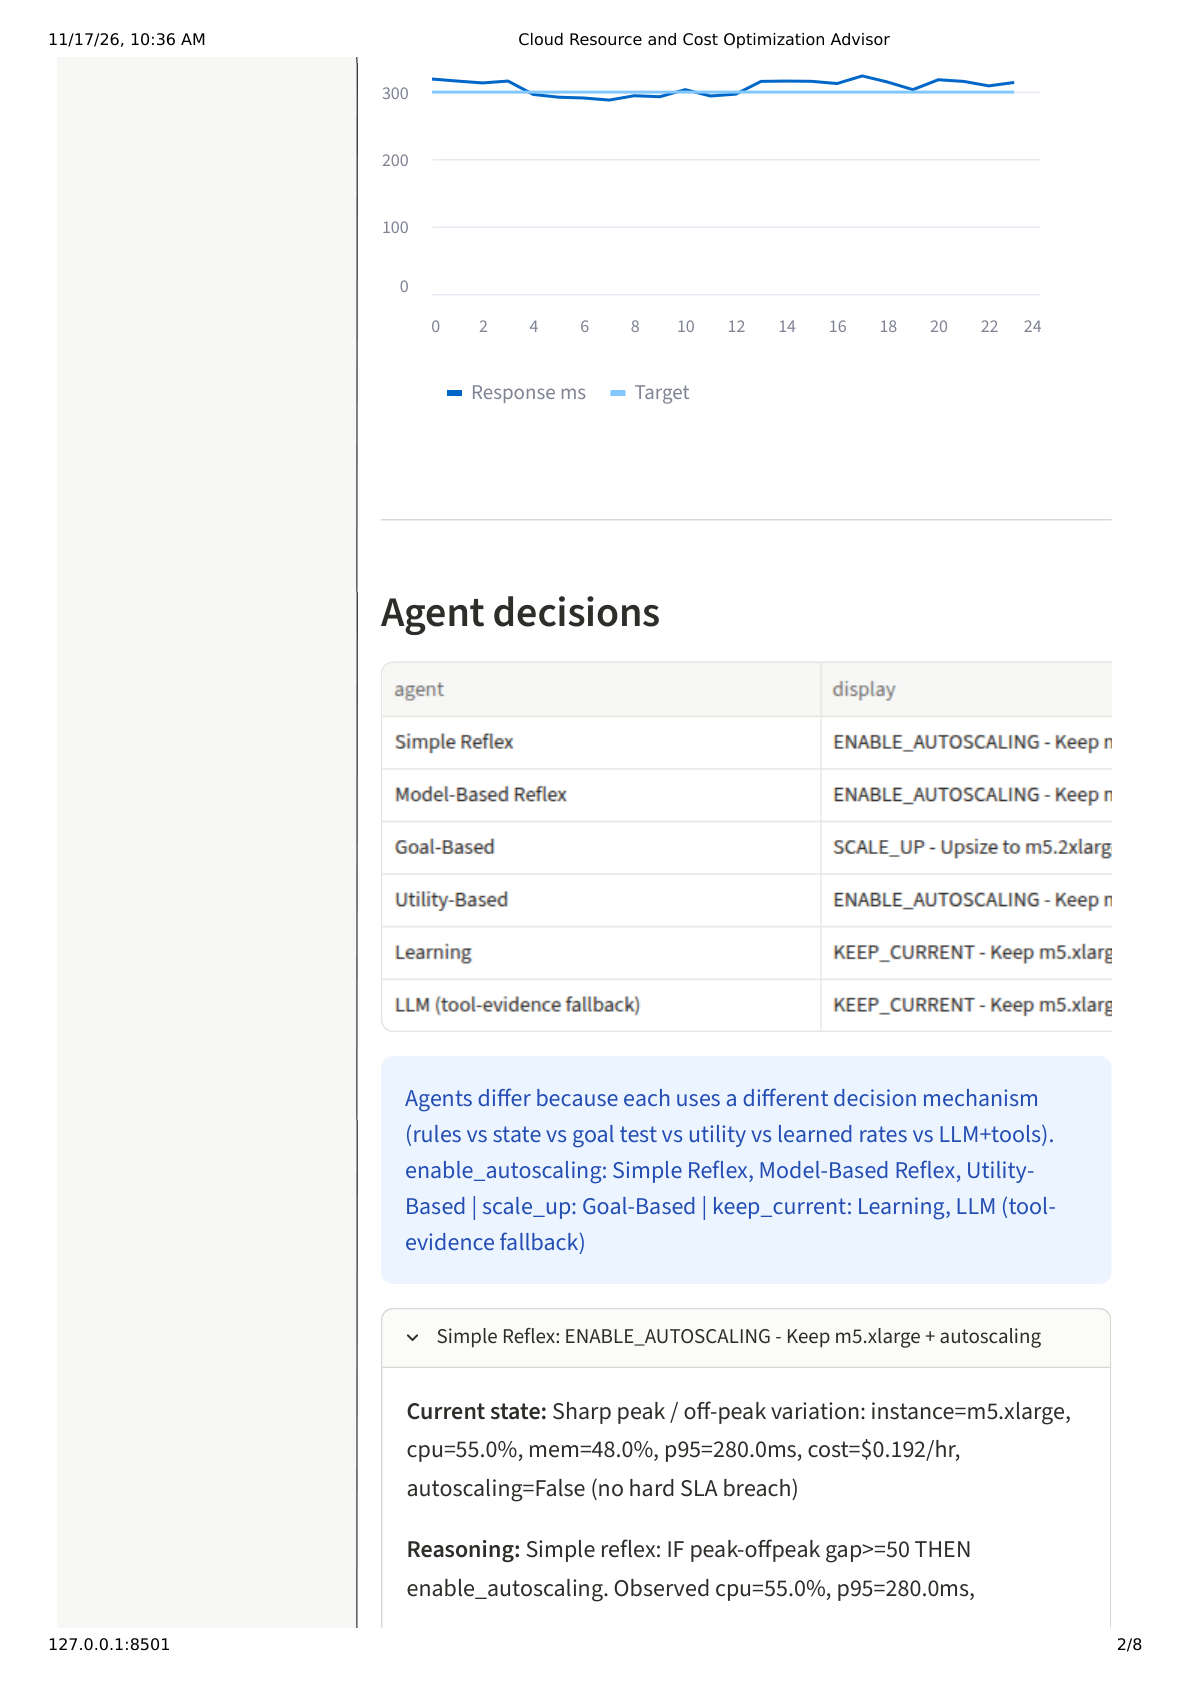 11/17/26, 10:36 AM Cloud Resource and Cost Optimization Advisor
300
200
100
0
0 2 4 6 8 10 12 14 16 18 20 22 24
Response ms Target
Agent decisions
agent display
Simple Reflex ENABLE_AUTOSCALING - Keep
Model-Based Reflex ENABLE_AUTOSCALING - Keep
Goal-Based SCALE_UP - Upsize to m5.2xlarg
Utility-Based ENABLE_AUTOSCALING - Keep
Learning KEEP_CURRENT - Keep m5.xlarg
LLM (tool-evidence fallback) KEEP_CURRENT - Keep m5.xlarg
Agents differ because each uses a different decision mechanism
(rules vs state vs goal test vs utility vs learned rates vs LLM+tools).
enable_autoscaling: Simple Reflex, Model-Based Reflex, Utility-
Based | scale_up: Goal-Based | keep_current: Learning, LLM (tool-
evidence fallback)
Simple Reflex: ENABLE_AUTOSCALING - Keep m5.xlarge + autoscaling
Current state: Sharp peak / off-peak variation: instance=m5.xlarge,
cpu=55.0%, mem=48.0%, p95=280.0ms, cost=$0.192/hr,
autoscaling=False (no hard SLA breach)
Reasoning: Simple reflex: IF peak-offpeak gap>=50 THEN
enable_autoscaling. Observed cpu=55.0%, p95=280.0ms,
127.0.0.1:8501 2/8